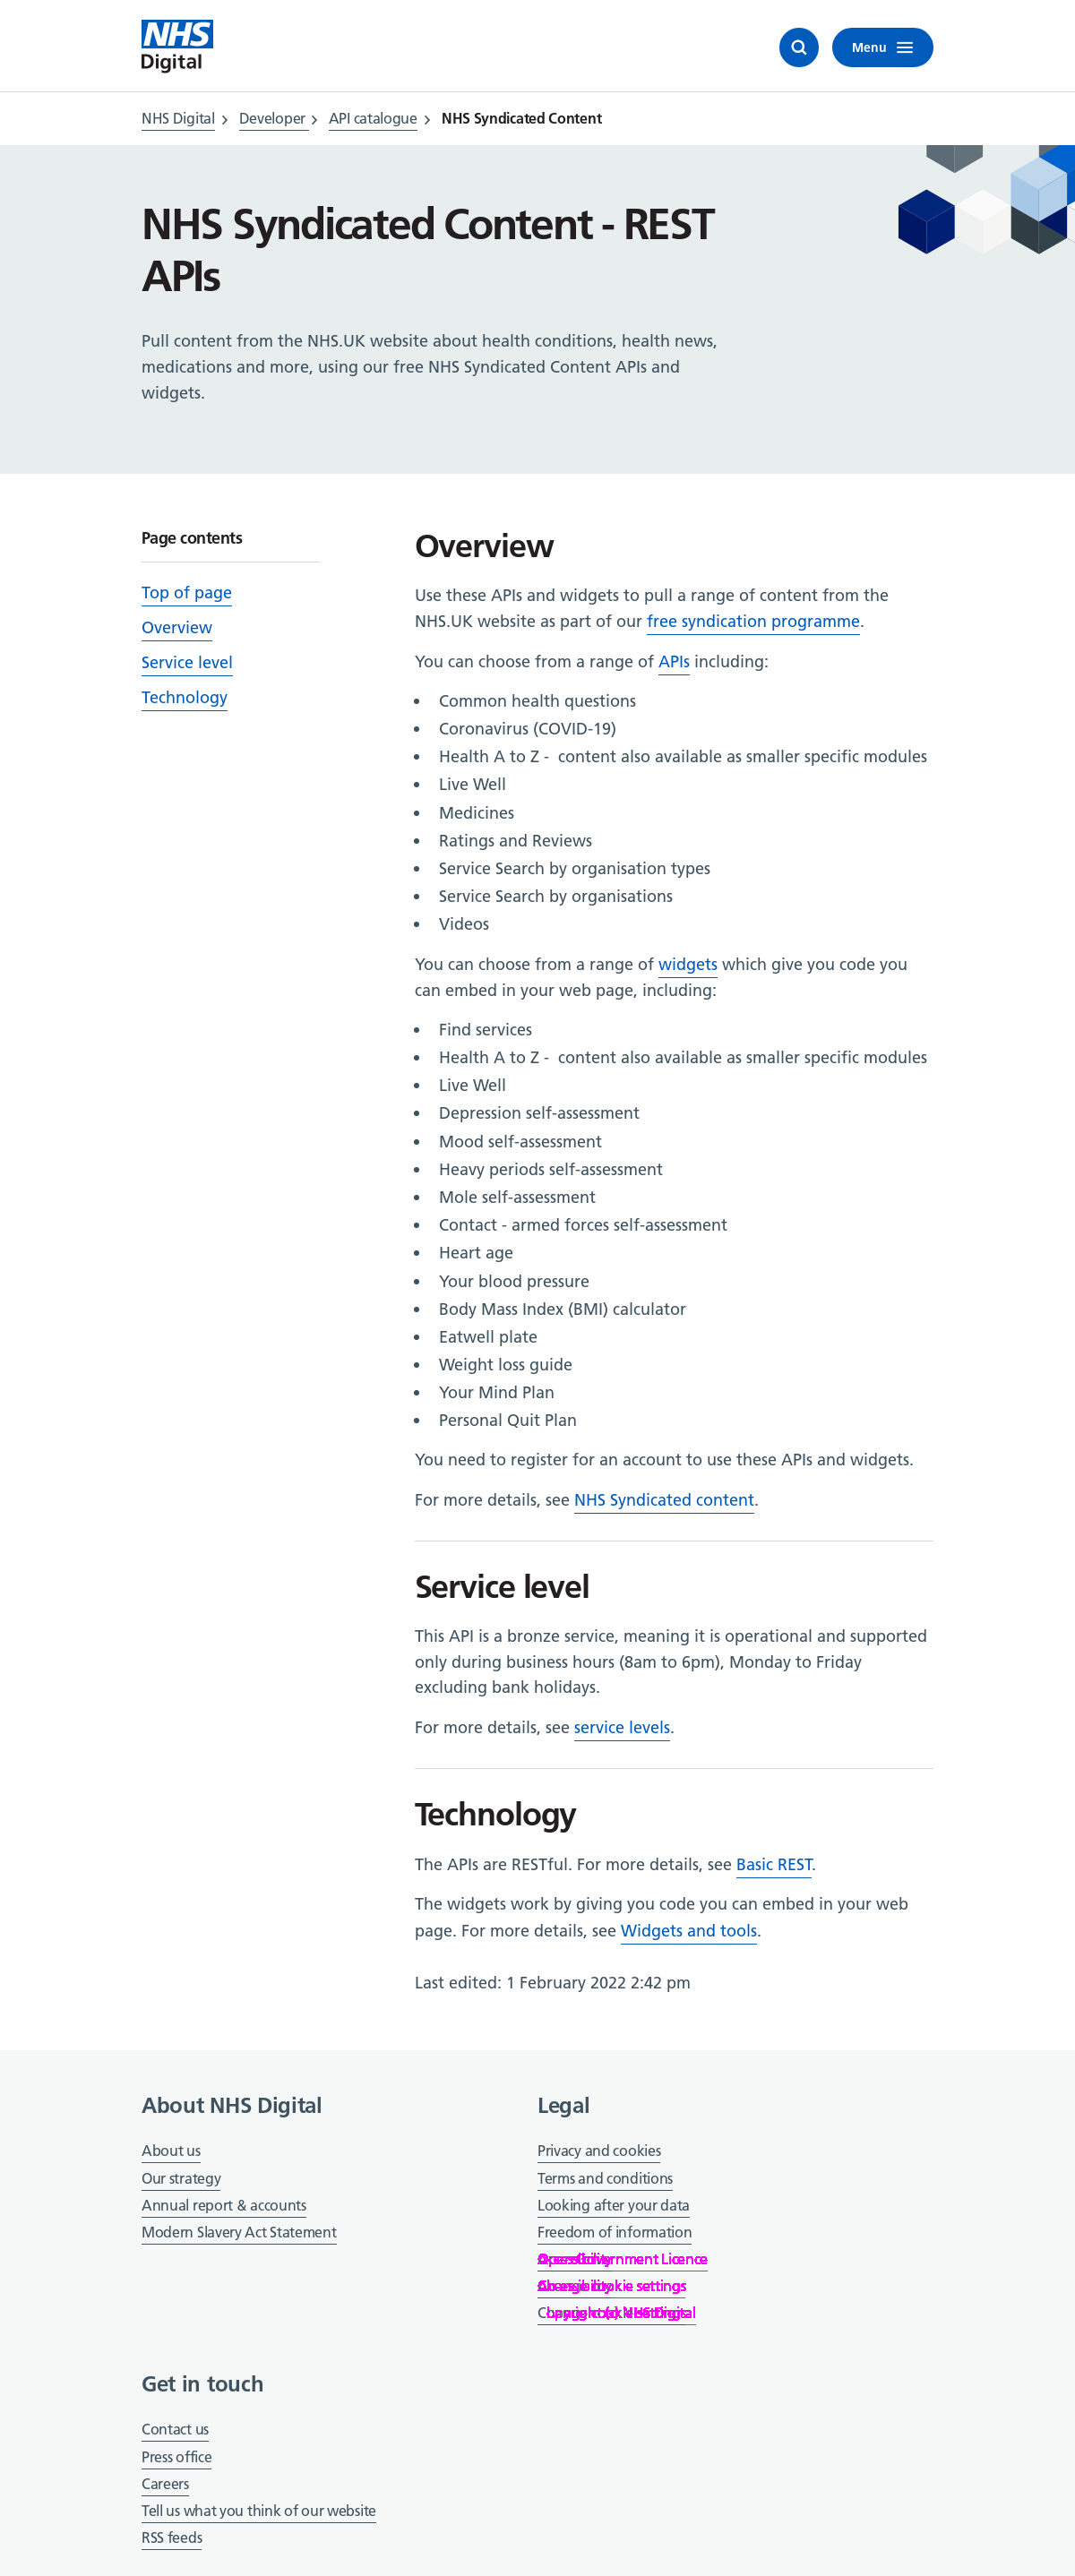 NHS
Digital
Menu
NHS Digital
Developer
API catalogue
NHS Syndicated Content
NHS Syndicated Content - REST
APIs
Pull content from the NHS.UK website about health conditions, health news,
medications and more, using our free NHS Syndicated Content APIs and
widgets.
Page contents
Top of page
Overview
Service level
Technology
Overview
Use these APIs and widgets to pull a range of content from the
NHS.UK website as part of our free syndication programme.
You can choose from a range of APIs including:
Common health questions
Coronavirus (COVID-19)
Health A to Z -  content also available as smaller specific modules
Live Well
Medicines
Ratings and Reviews
Service Search by organisation types
Service Search by organisations
Videos
You can choose from a range of widgets which give you code you
can embed in your web page, including:
Find services
Health A to Z -  content also available as smaller specific modules
Live Well
Depression self-assessment
Mood self-assessment
Heavy periods self-assessment
Mole self-assessment
Contact - armed forces self-assessment
Heart age
Your blood pressure
Body Mass Index (BMI) calculator
Eatwell plate
Weight loss guide
Your Mind Plan
Personal Quit Plan
You need to register for an account to use these APIs and widgets.
For more details, see NHS Syndicated content.
Service level
This API is a bronze service, meaning it is operational and supported
only during business hours (8am to 6pm), Monday to Friday
excluding bank holidays.
For more details, see service levels.
Technology
The APIs are RESTful. For more details, see Basic REST.
The widgets work by giving you code you can embed in your web
page. For more details, see Widgets and tools.
Last edited: 1 February 2022 2:42 pm
About NHS Digital
About us
Our strategy
Annual report & accounts
Modern Slavery Act Statement
Legal
Privacy and cookies
Terms and conditions
Looking after your data
Freedom of information
Licence
settings
Get in touch
Contact us
Press office
Careers
Tell us what you think of our website
RSS feeds